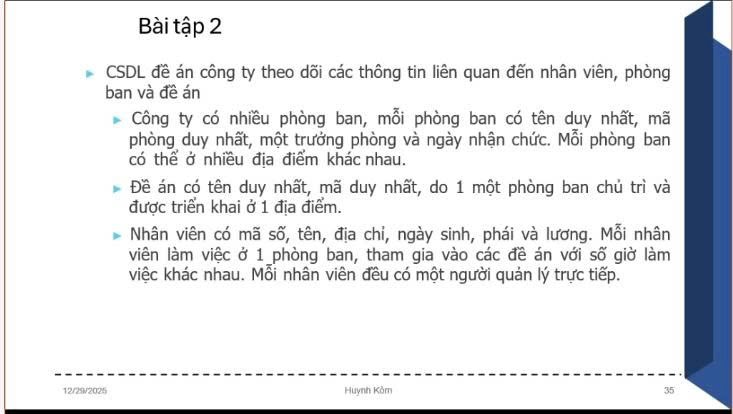 Bài tập 2
► CSDL đề án công ty theo dõi các thông tin liên quan đến nhân viên, phòng
ban và đề án
► Công ty có nhiều phòng ban, mỗi phòng ban có tên duy nhất, mã
phòng duy nhất, một trưởng phòng và ngày nhận chức. Mỗi phòng ban
có thể ở nhiều địa điểm khác nhau.
► Đề án có tên duy nhất, mã duy nhất, do 1 một phòng ban chủ trì và
được triển khai ở 1 địa điểm.
► Nhân viên có mã số, tên, địa chỉ, ngày sinh, phái và lương. Mỗi nhân
viên làm việc ở 1 phòng ban, tham gia vào các đề án với số giờ làm
việc khác nhau. Mỗi nhân viên đều có một người quản lý trực tiếp.
12/29/2025
Huynh Kôm
35